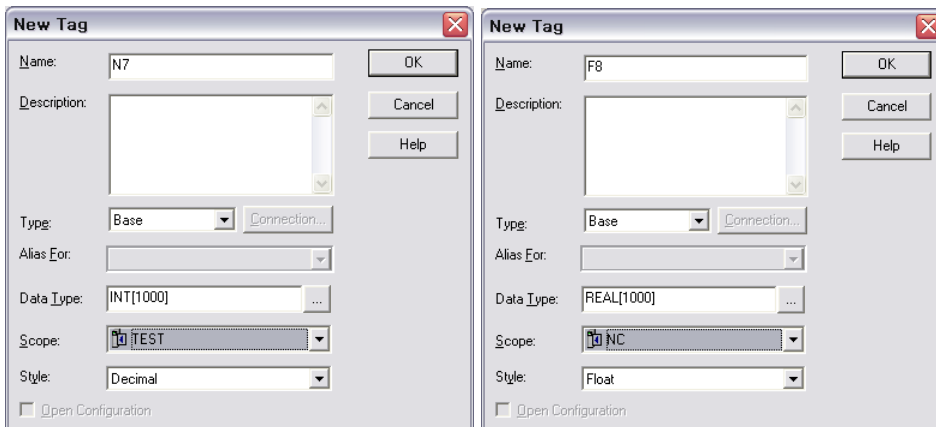 New Tag
Name: N7 OK
Description: Cancel
Help
Type: Base Connection...
Alias For:
Data Type: INT[1000] ...
Scope: TEST
Style: Decimal
Open Configuration
New Tag
Name: F8 OK
Description: Cancel
Help
Type: Base Connection...
Alias For:
Data Type: REAL[1000] ...
Scope: NC
Style: Float
Open Configuration